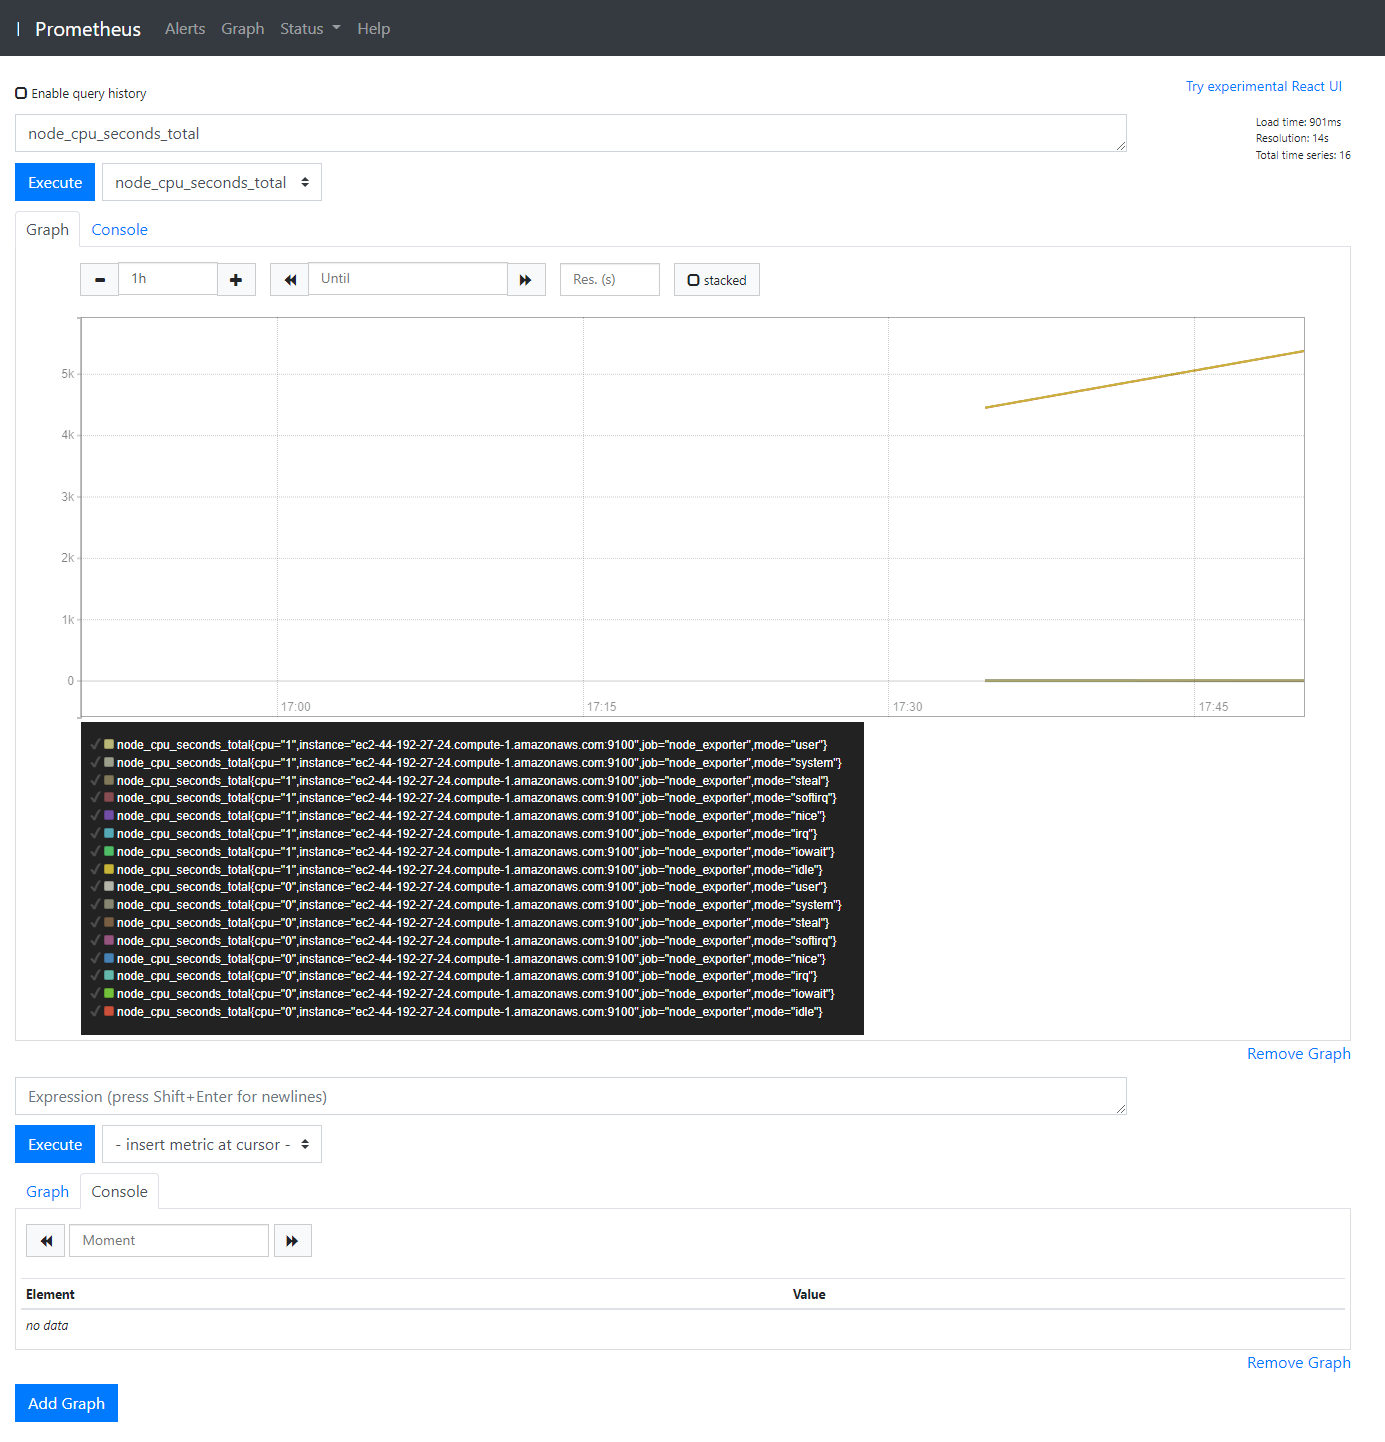 Prometheus Alerts Graph Status Help
Enable query history
Try experimental React UI
node_cpu_seconds_total
Load time: 901ms
Resolution: 14s
Total time series: 16
Execute node_cpu_seconds_total
Graph Console
1h Until Res. (s) stacked
5k
4k
3k
2k
1k
0
17:00 17:15 17:30 17:45
node_cpu_seconds_total{cpu="1",instance="ec2-44-192-27-24.compute-1.amazonaws.com:9100",job="node_exporter",mode="user"}
node_cpu_seconds_total{cpu="1",instance="ec2-44-192-27-24.compute-1.amazonaws.com:9100",job="node_exporter",mode="system"}
node_cpu_seconds_total{cpu="1",instance="ec2-44-192-27-24.compute-1.amazonaws.com:9100",job="node_exporter",mode="steal"}
node_cpu_seconds_total{cpu="1",instance="ec2-44-192-27-24.compute-1.amazonaws.com:9100",job="node_exporter",mode="softirq"}
node_cpu_seconds_total{cpu="1",instance="ec2-44-192-27-24.compute-1.amazonaws.com:9100",job="node_exporter",mode="nice"}
node_cpu_seconds_total{cpu="1",instance="ec2-44-192-27-24.compute-1.amazonaws.com:9100",job="node_exporter",mode="irq"}
node_cpu_seconds_total{cpu="1",instance="ec2-44-192-27-24.compute-1.amazonaws.com:9100",job="node_exporter",mode="iowait"}
node_cpu_seconds_total{cpu="1",instance="ec2-44-192-27-24.compute-1.amazonaws.com:9100",job="node_exporter",mode="idle"}
node_cpu_seconds_total{cpu="0",instance="ec2-44-192-27-24.compute-1.amazonaws.com:9100",job="node_exporter",mode="user"}
node_cpu_seconds_total{cpu="0",instance="ec2-44-192-27-24.compute-1.amazonaws.com:9100",job="node_exporter",mode="system"}
node_cpu_seconds_total{cpu="0",instance="ec2-44-192-27-24.compute-1.amazonaws.com:9100",job="node_exporter",mode="steal"}
node_cpu_seconds_total{cpu="0",instance="ec2-44-192-27-24.compute-1.amazonaws.com:9100",job="node_exporter",mode="softirq"}
node_cpu_seconds_total{cpu="0",instance="ec2-44-192-27-24.compute-1.amazonaws.com:9100",job="node_exporter",mode="nice"}
node_cpu_seconds_total{cpu="0",instance="ec2-44-192-27-24.compute-1.amazonaws.com:9100",job="node_exporter",mode="irq"}
node_cpu_seconds_total{cpu="0",instance="ec2-44-192-27-24.compute-1.amazonaws.com:9100",job="node_exporter",mode="iowait"}
node_cpu_seconds_total{cpu="0",instance="ec2-44-192-27-24.compute-1.amazonaws.com:9100",job="node_exporter",mode="idle"}
Remove Graph
Expression (press Shift+Enter for newlines)
Execute - insert metric at cursor -
Graph Console
Moment
Element Value
no data
Remove Graph
Add Graph